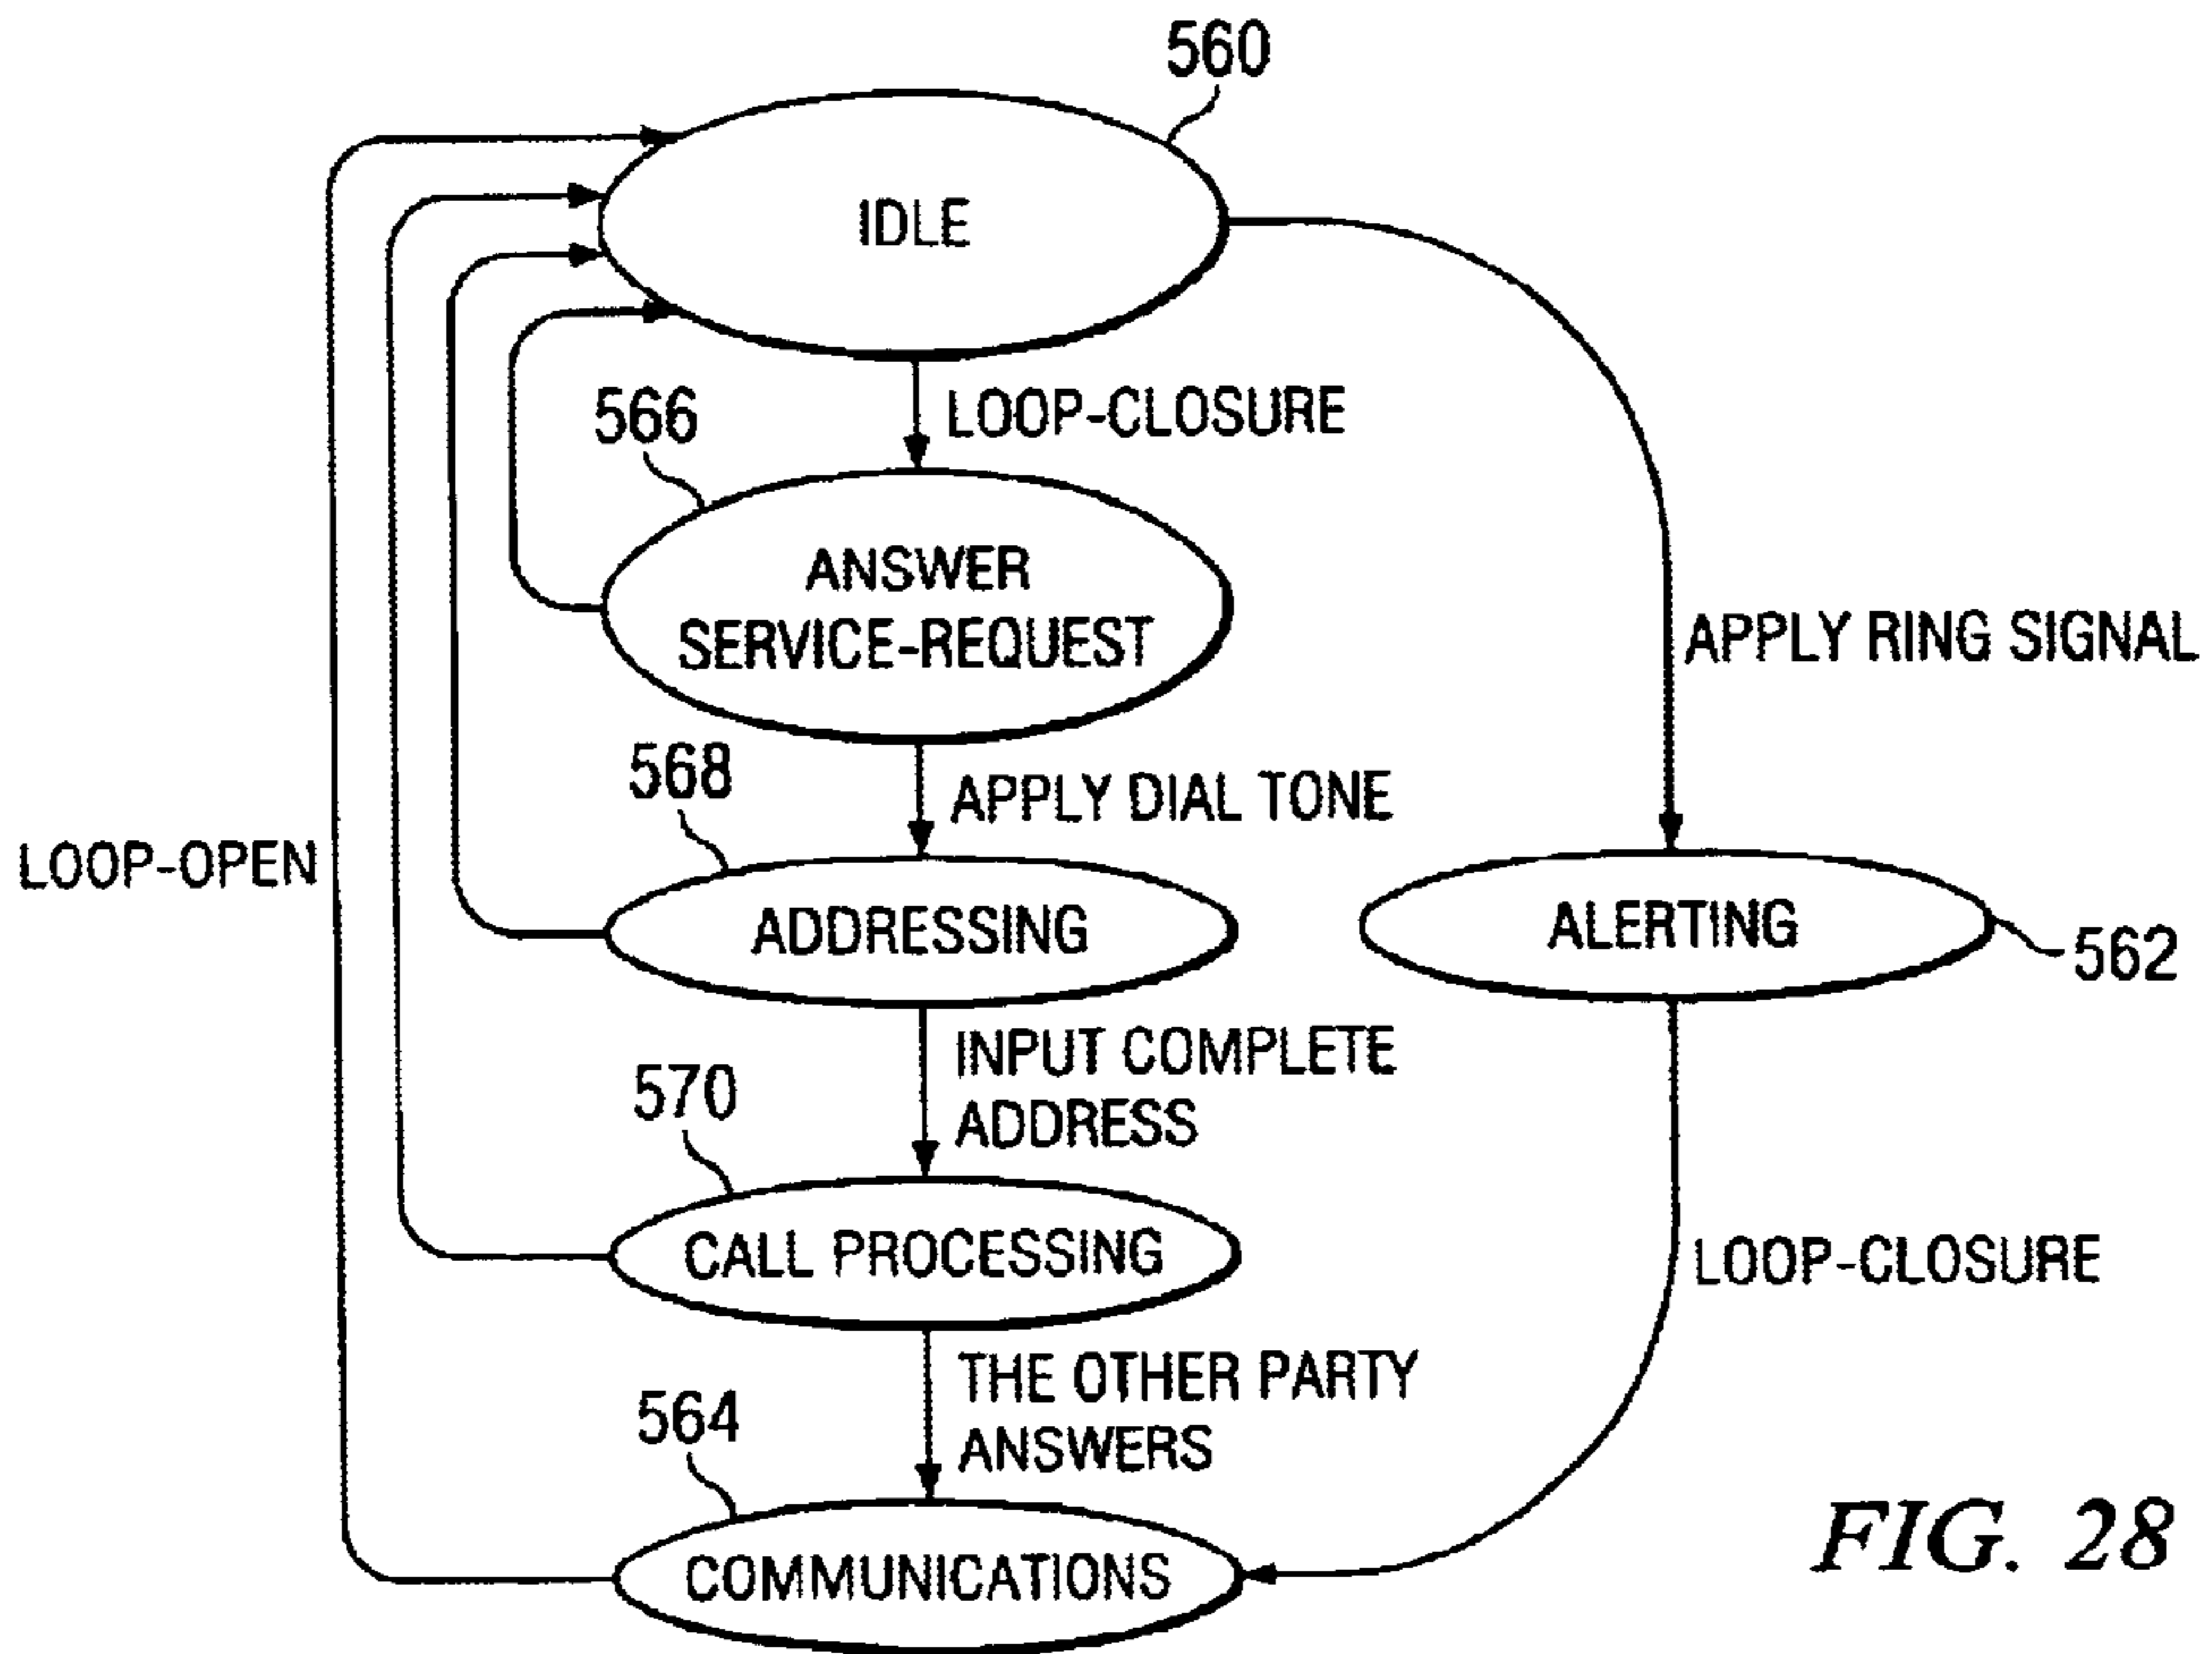 560
IDLE
LOOP-CLOSURE
566
ANSWER
SERVICE-REQUEST
APPLY RING SIGNAL
568
APPLY DIAL TONE
LOOP-OPEN
ADDRESSING
ALERTING
562
INPUT COMPLETE
ADDRESS
570
CALL PROCESSING
LOOP-CLOSURE
THE OTHER PARTY
ANSWERS
564
COMMUNICATIONS
FIG. 28